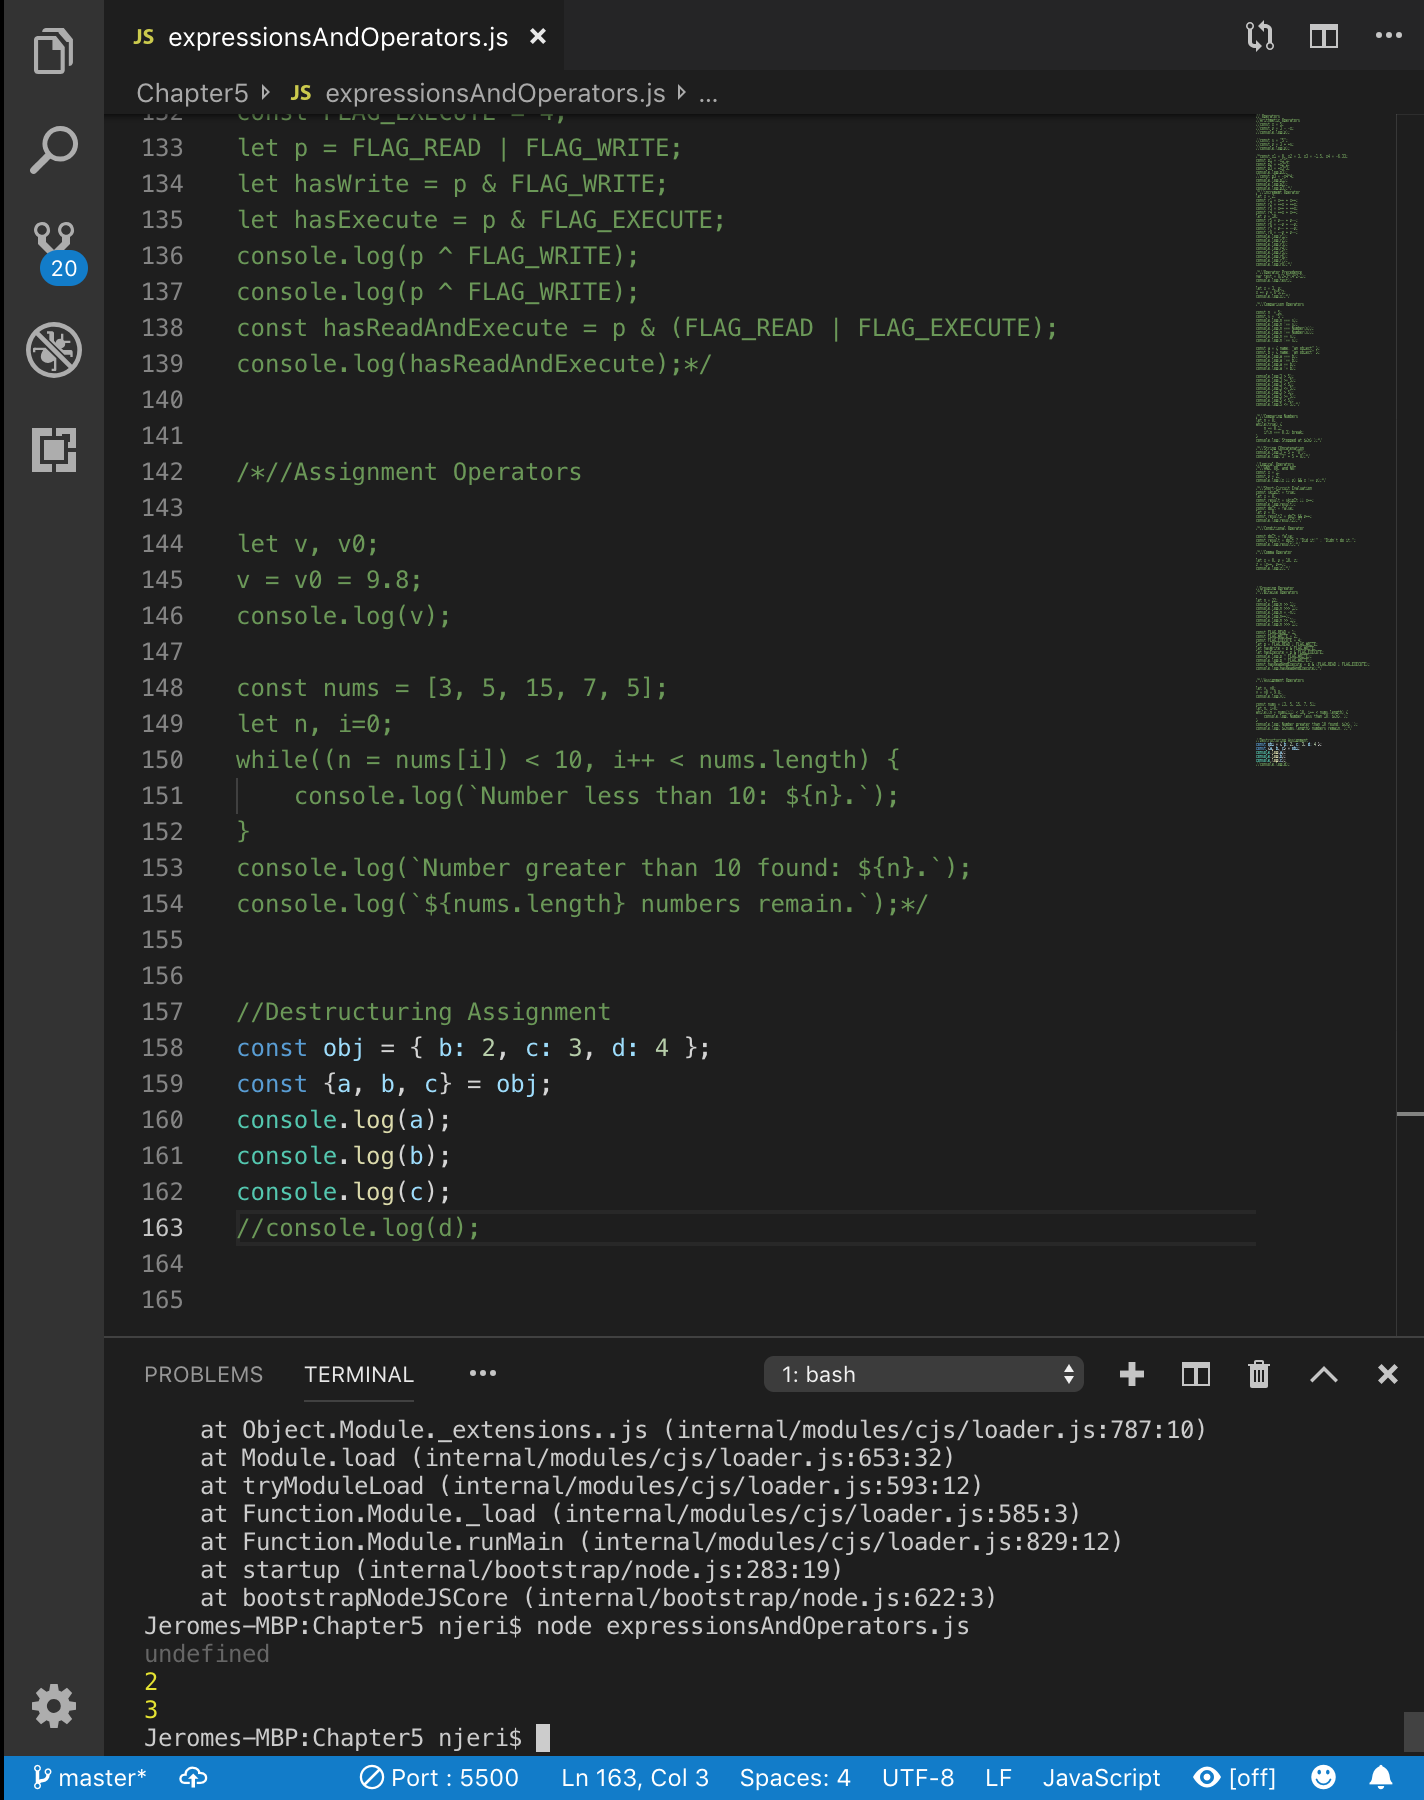 JS expressionsAndOperators.js
Chapter5 JS expressionsAndOperators.js ...
132 const FLAG_EXECUTE = 4;
133 let p = FLAG_READ | FLAG_WRITE;
134 let hasWrite = p & FLAG_WRITE;
135 let hasExecute = p & FLAG_EXECUTE;
136 console.log(p ^ FLAG_WRITE);
137 console.log(p ^ FLAG_WRITE);
138 const hasReadAndExecute = p & (FLAG_READ | FLAG_EXECUTE);
139 console.log(hasReadAndExecute);*/
140
141
142 /*//Assignment Operators
143
144 let v, v0;
145 v = v0 = 9.8;
146 console.log(v);
147
148 const nums = [3, 5, 15, 7, 5];
149 let n, i=0;
150 while((n = nums[i]) < 10, i++ < nums.length) {
151     console.log(`Number less than 10: ${n}.`);
152 }
153 console.log(`Number greater than 10 found: ${n}.`);
154 console.log(`${nums.length} numbers remain.`);*/
155
156
157 //Destructuring Assignment
158 const obj = { b: 2, c: 3, d: 4 };
159 const {a, b, c} = obj;
160 console.log(a);
161 console.log(b);
162 console.log(c);
163 //console.log(d);
164
165
20
PROBLEMS TERMINAL ... 1: bash
at Object.Module._extensions..js (internal/modules/cjs/loader.js:787:10)
at Module.load (internal/modules/cjs/loader.js:653:32)
at tryModuleLoad (internal/modules/cjs/loader.js:593:12)
at Function.Module._load (internal/modules/cjs/loader.js:585:3)
at Function.Module.runMain (internal/modules/cjs/loader.js:829:12)
at startup (internal/bootstrap/node.js:283:19)
at bootstrapNodeJSCore (internal/bootstrap/node.js:622:3)
Jeromes-MBP:Chapter5 njeri$ node expressionsAndOperators.js
undefined
2
3
Jeromes-MBP:Chapter5 njeri$
master* Port : 5500 Ln 163, Col 3 Spaces: 4 UTF-8 LF JavaScript [off]